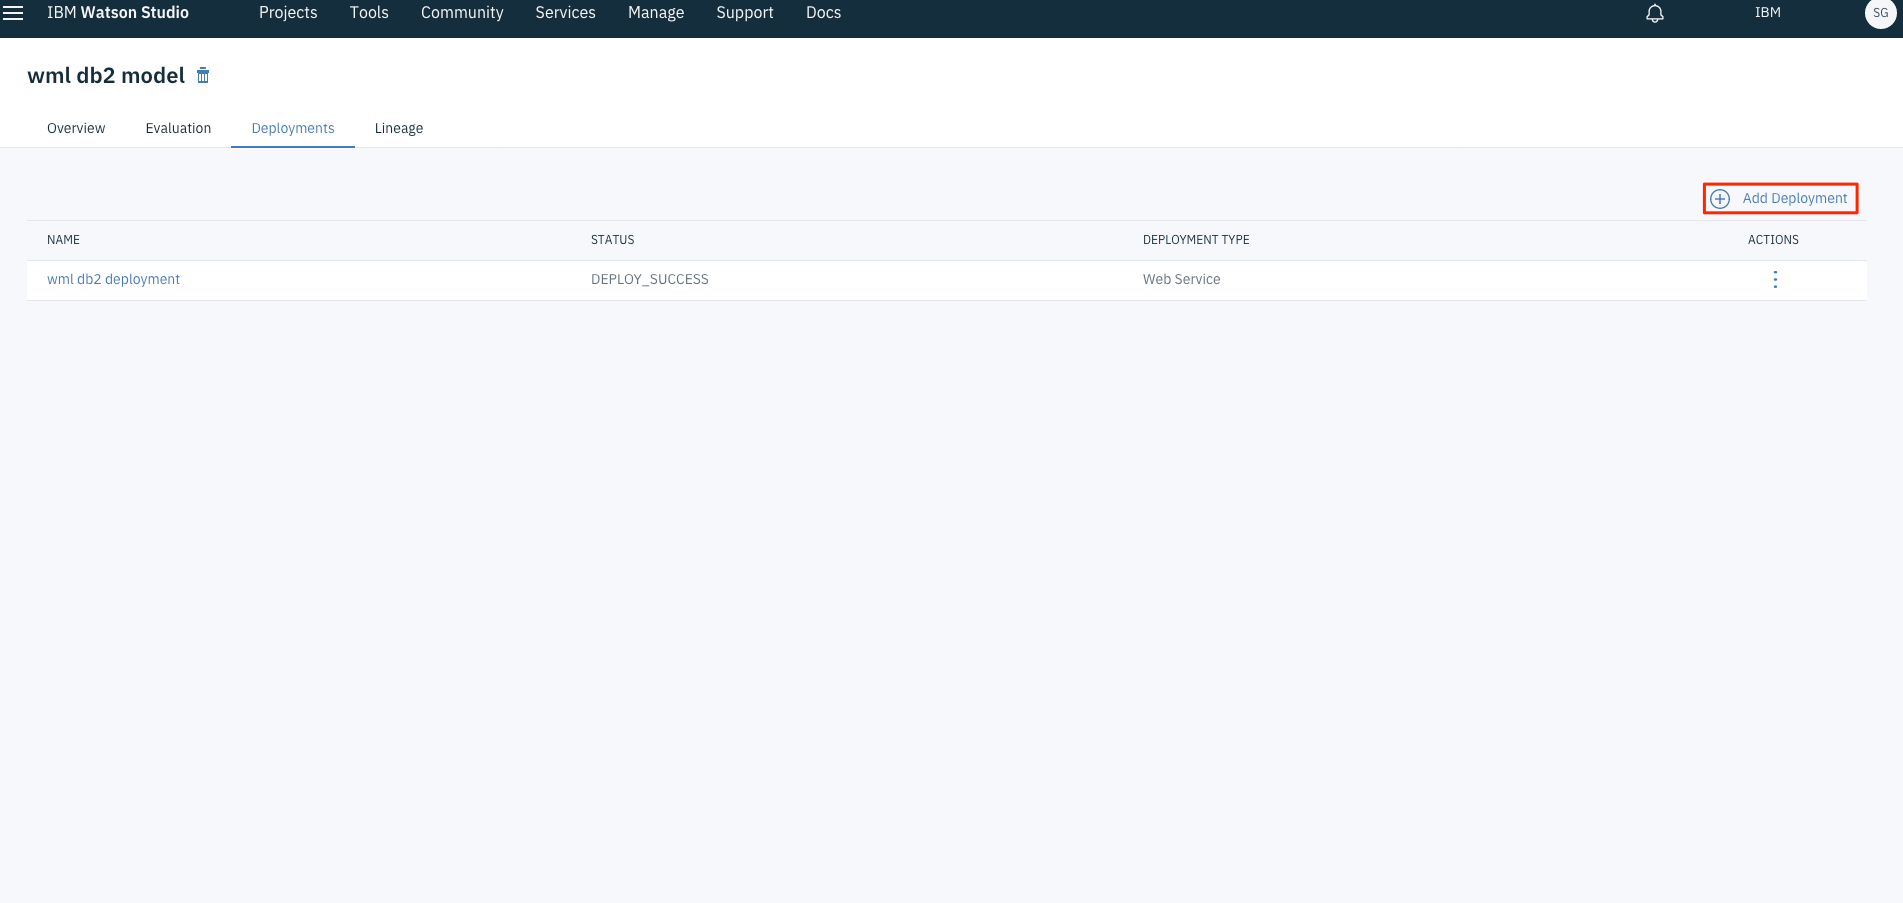 IBM Watson Studio Projects Tools Community Services Manage Support Docs IBM SG
wml db2 model
Overview Evaluation Deployments Lineage
Add Deployment
NAME STATUS DEPLOYMENT TYPE ACTIONS
wml db2 deployment DEPLOY_SUCCESS Web Service